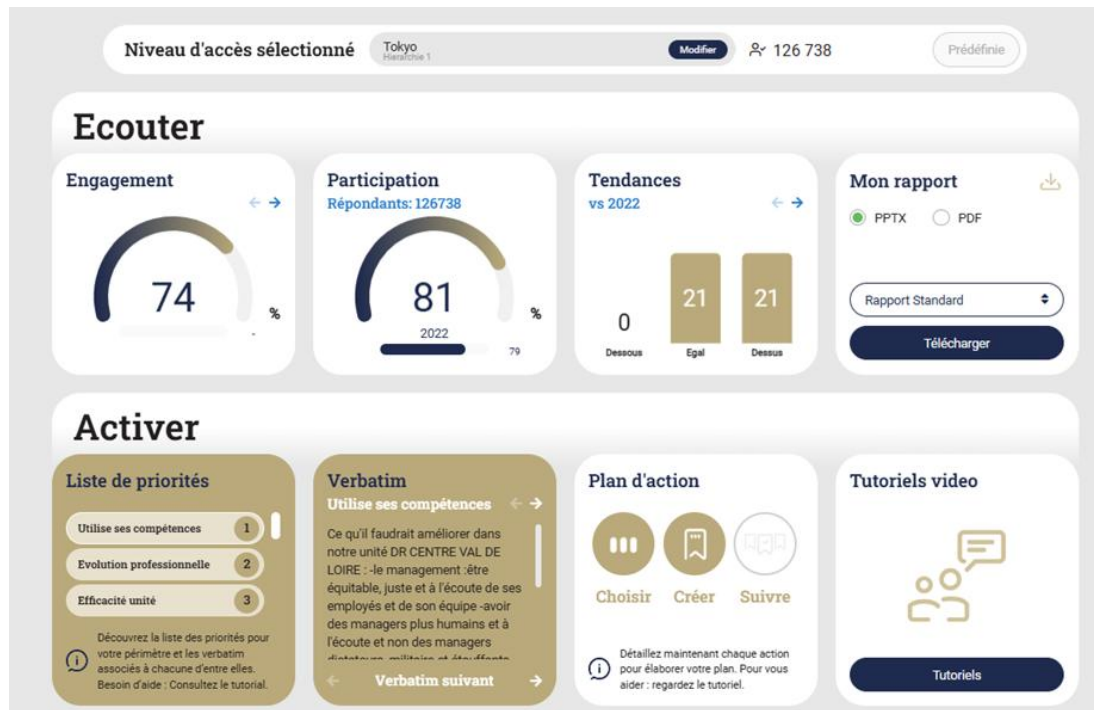 Niveau d'accès sélectionné
Tokyo
Hierarchie 1
Modifier
126 738
Prédéfinie
Ecouter
Engagement
74
%
-
Participation
Répondants: 126738
81
%
2022
79
Tendances
vs 2022
0
21
21
Dessous
Egal
Dessus
Mon rapport
PPTX
PDF
Rapport Standard
Télécharger
Activer
Liste de priorités
Utilise ses compétences
1
Evolution professionnelle
2
Efficacité unité
3
Découvrez la liste des priorités pour
votre périmètre et les verbatim
associés à chacune d'entre elles.
Besoin d'aide : Consultez le tutorial.
Verbatim
Utilise ses compétences
Ce qu'il faudrait améliorer dans
notre unité DR CENTRE VAL DE
LOIRE : -le management :être
équitable, juste et à l'écoute de ses
employés et de son équipe -avoir
des managers plus humains et à
l'écoute et non des managers
dictateurs, militaire et étouffants
Verbatim suivant
Plan d'action
Choisir
Créer
Suivre
Détaillez maintenant chaque action
pour élaborer votre plan. Pour vous
aider : regardez le tutoriel.
Tutoriels video
Tutoriels